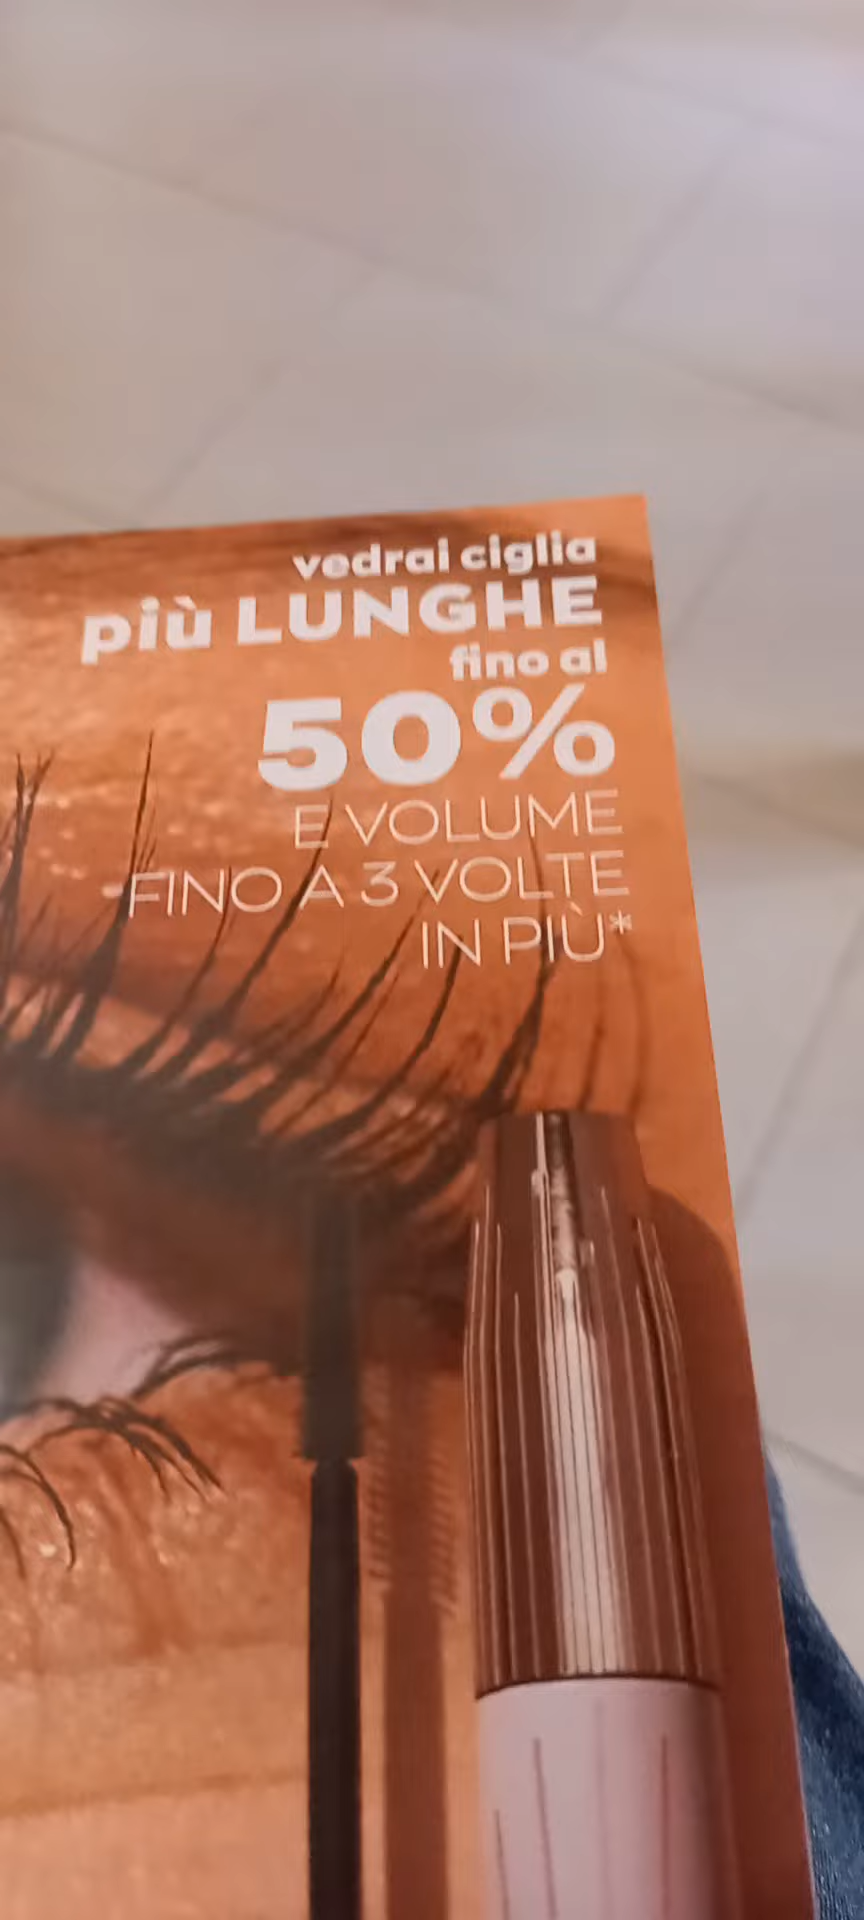 vedrai ciglia
più LUNGHE
fino al
50%
E VOLUME
FINO A 3 VOLTE
IN PIÙ*